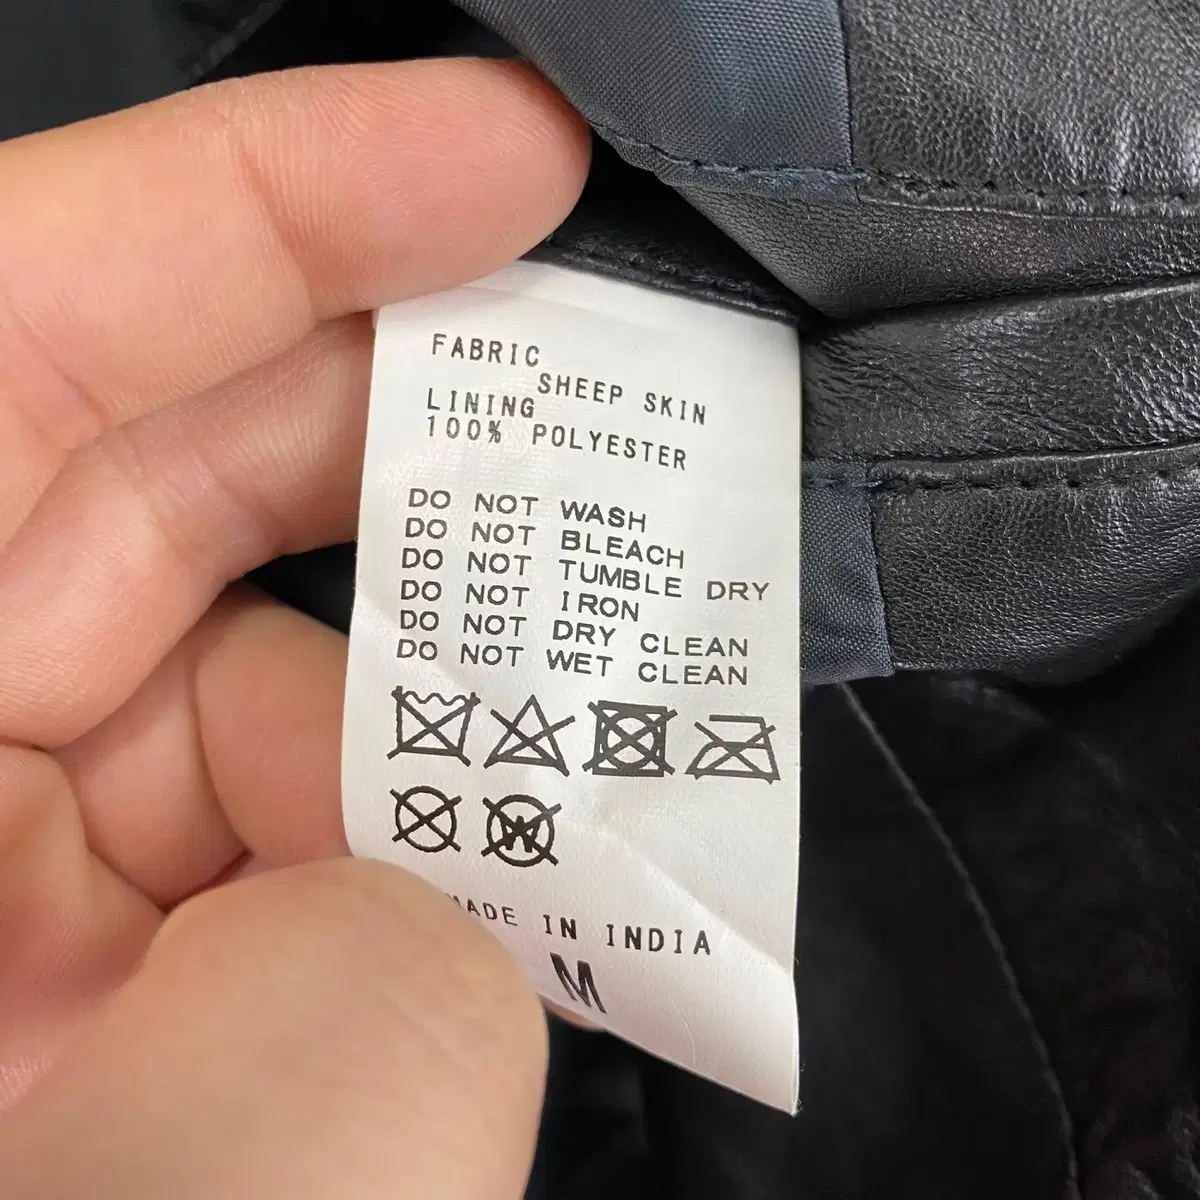 FABRIC
SHEEP SKIN
LINING
100% POLYESTER
DO NOT WASH
DO NOT BLEACH
DO NOT TUMBLE DRY
DO NOT IRON
DO NOT DRY CLEAN
DO NOT WET CLEAN
W
MADE IN INDIA
M